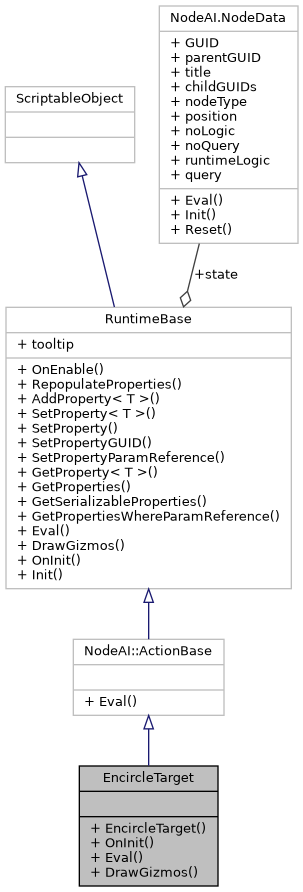 NodeAI.NodeData
+ GUID
+ parentGUID
+ title
+ childGUIDs
+ nodeType
+ position
+ noLogic
+ noQuery
+ runtimeLogic
+ query
+ Eval()
+ Init()
+ Reset()
ScriptableObject
+state
RuntimeBase
+ tooltip
+ OnEnable()
+ RepopulateProperties()
+ AddProperty< T >()
+ SetProperty< T >()
+ SetProperty()
+ SetPropertyGUID()
+ SetPropertyParamReference()
+ GetProperty< T >()
+ GetProperties()
+ GetSerializableProperties()
+ GetPropertiesWhereParamReference()
+ Eval()
+ DrawGizmos()
+ OnInit()
+ Init()
NodeAI::ActionBase
+ Eval()
EncircleTarget
+ EncircleTarget()
+ OnInit()
+ Eval()
+ DrawGizmos()